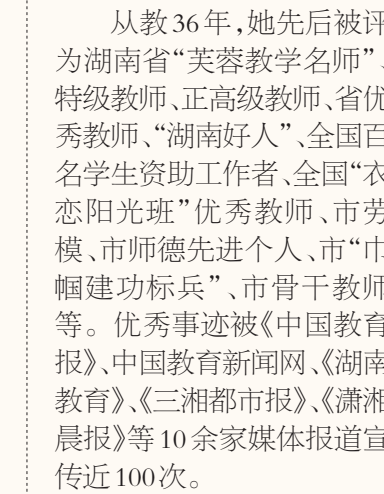 从教36年,她先后被评
为湖南省“芙蓉教学名师”、
特级教师、正高级教师、省优
秀教师、“湖南好人”、全国百
名学生资助工作者、全国“衣
恋阳光班”优秀教师、市劳
模、市师德先进个人、市“巾
帼建功标兵”、市骨干教师
等。优秀事迹被《中国教育
报》、中国教育新闻网、《湖南
教育》、《三湘都市报》、《潇湘
晨报》等10余家媒体报道宣
传近100次。